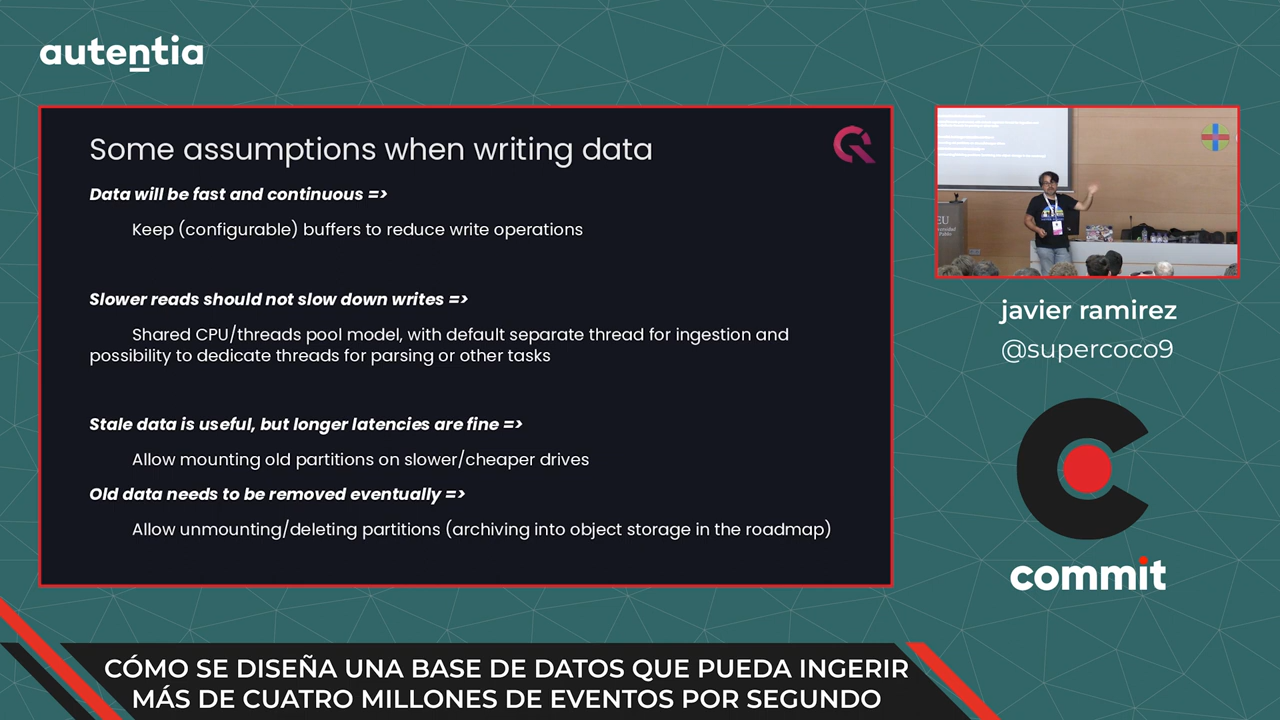 autentia
Some assumptions when writing data
Data will be fast and continuous =>
Keep (configurable) buffers to reduce write operations
Slower reads should not slow down writes =>
Shared CPU/threads pool model, with default separate thread for ingestion and
possibility to dedicate threads for parsing or other tasks
Stale data is useful, but longer latencies are fine =>
Allow mounting old partitions on slower/cheaper drives
Old data needs to be removed eventually =>
Allow unmounting/deleting partitions (archiving into object storage in the roadmap)
javier ramirez
@supercoco9
commit
CÓMO SE DISEÑA UNA BASE DE DATOS QUE PUEDA INGERIR
MÁS DE CUATRO MILLONES DE EVENTOS POR SEGUNDO